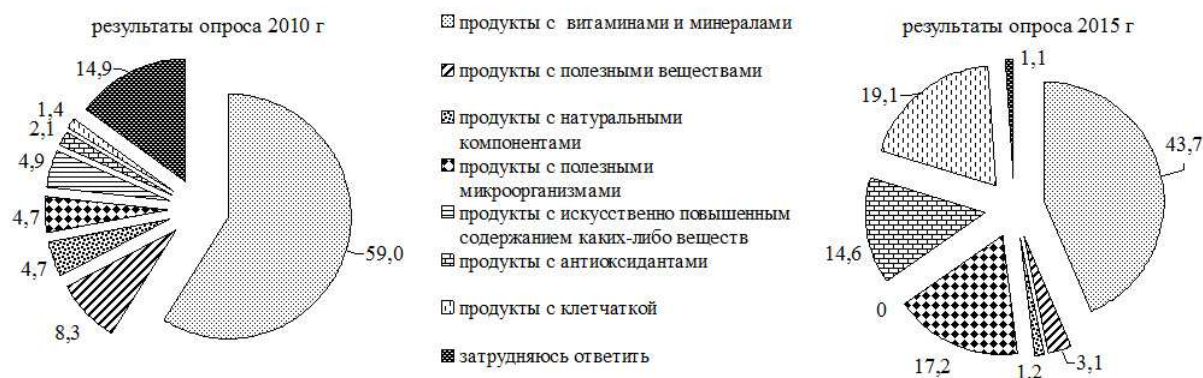 результаты опроса 2010 г
14,9
1,4
2,1
4,9
4,7
4,7
8,3
59,0
продукты с витаминами и минералами
продукты с полезными веществами
продукты с натуральными
компонентами
продукты с полезными
микроорганизмами
продукты с искусственно повышенным
содержанием каких-либо веществ
продукты с антиоксидантами
продукты с клетчаткой
затрудняюсь ответить
результаты опроса 2015 г
1,1
19,1
43,7
14,6
0
17,2
1,2
3,1